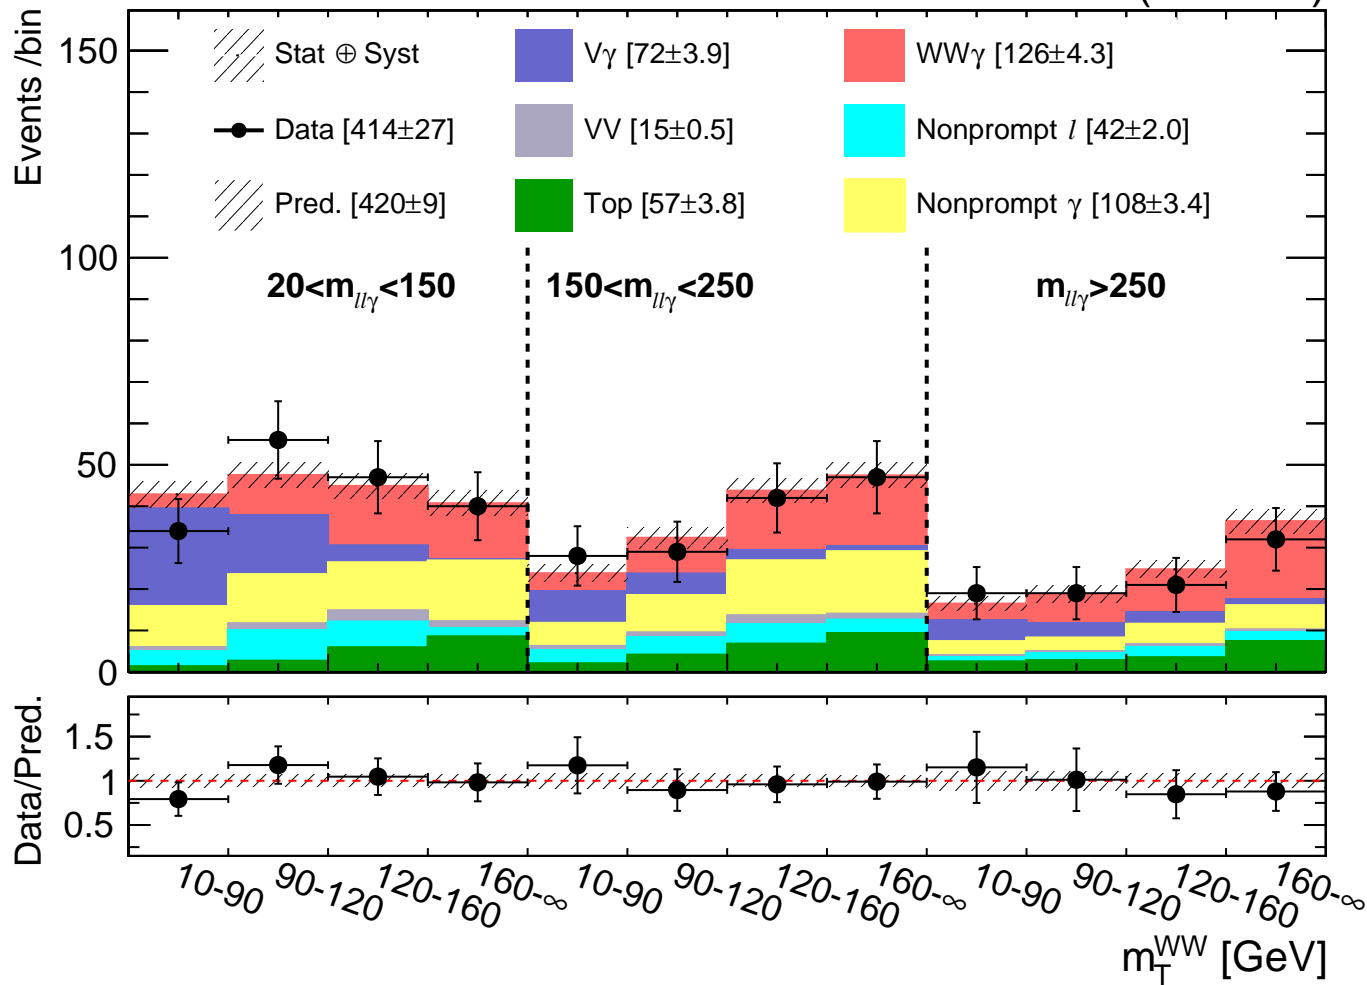 Events /bin
150
100
50
0
Stat ⊕ Syst
Vγ [72±3.9]
WWγ [126±4.3]
Data [414±27]
VV [15±0.5]
Nonprompt l [42±2.0]
Pred. [420±9]
Top [57±3.8]
Nonprompt γ [108±3.4]
20<m_llγ<150
150<m_llγ<250
m_llγ>250
Data/Pred.
1.5
1
0.5
10-90
90-120
120-160
160-∞
10-90
90-120
120-160
160-∞
10-90
90-120
120-160
160-∞
m_T^WW [GeV]